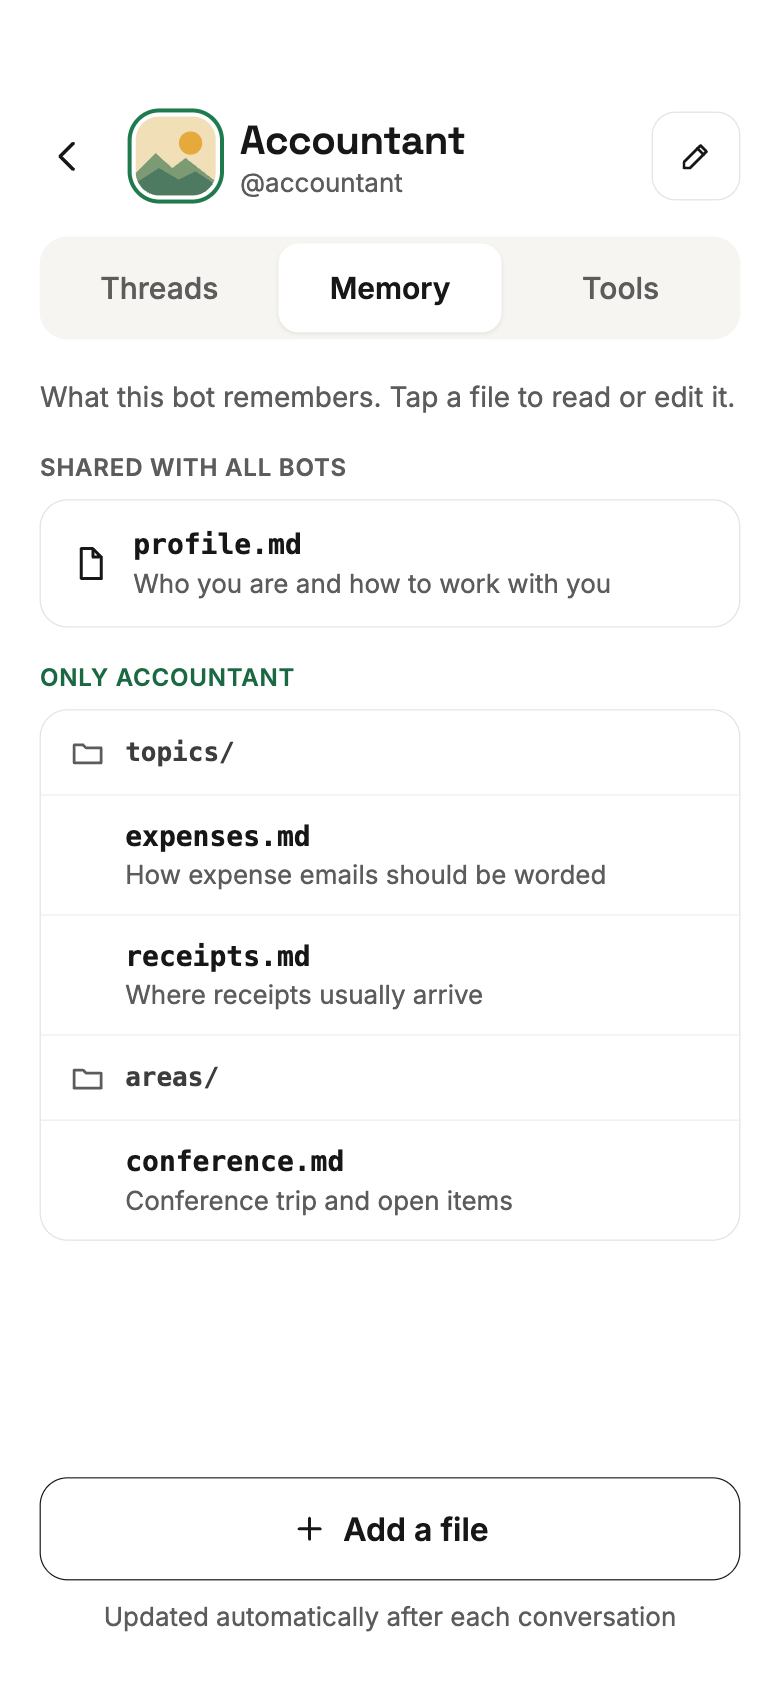 Accountant
@accountant
Threads
Memory
Tools
What this bot remembers. Tap a file to read or edit it.
SHARED WITH ALL BOTS
profile.md
Who you are and how to work with you
ONLY ACCOUNTANT
topics/
expenses.md
How expense emails should be worded
receipts.md
Where receipts usually arrive
areas/
conference.md
Conference trip and open items
Add a file
Updated automatically after each conversation